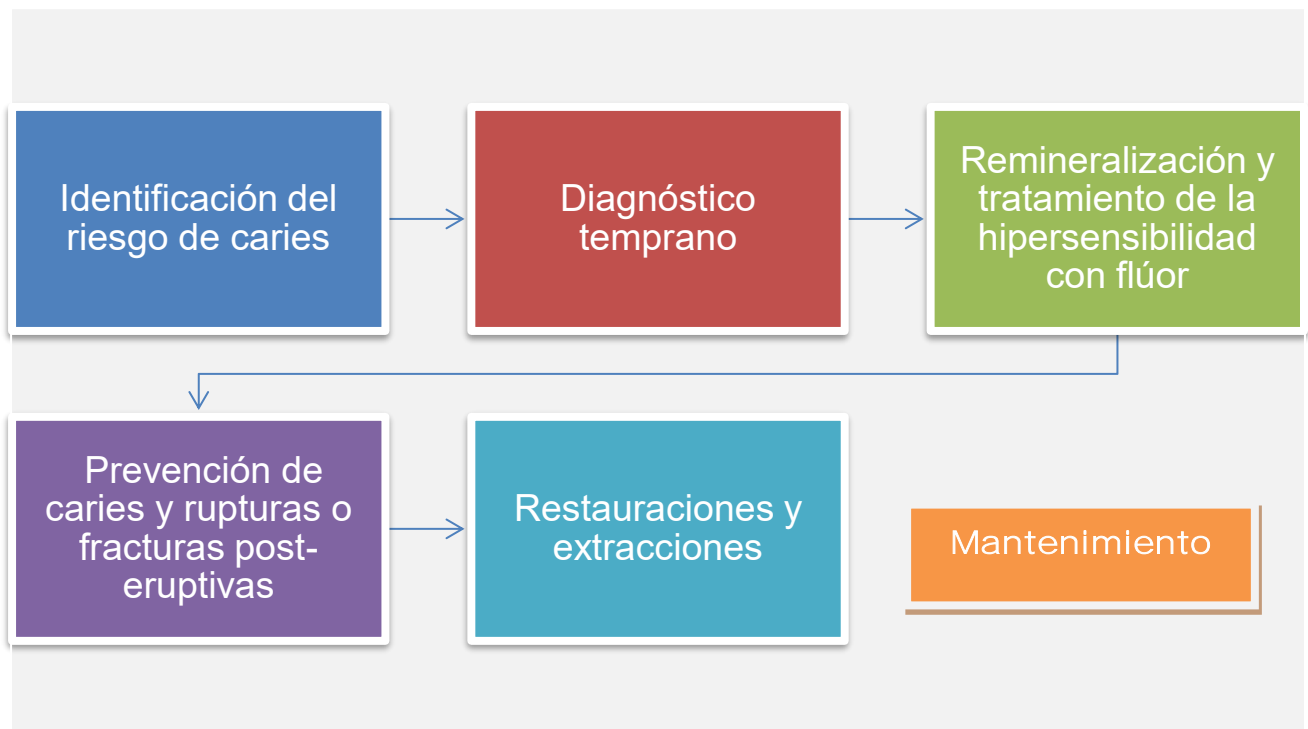 Identificación del
riesgo de caries
Diagnóstico
temprano
Remineralización y
tratamiento de la
hipersensibilidad
con flúor
Prevención de
caries y rupturas o
fracturas post-
eruptivas
Restauraciones y
extracciones
Mantenimiento